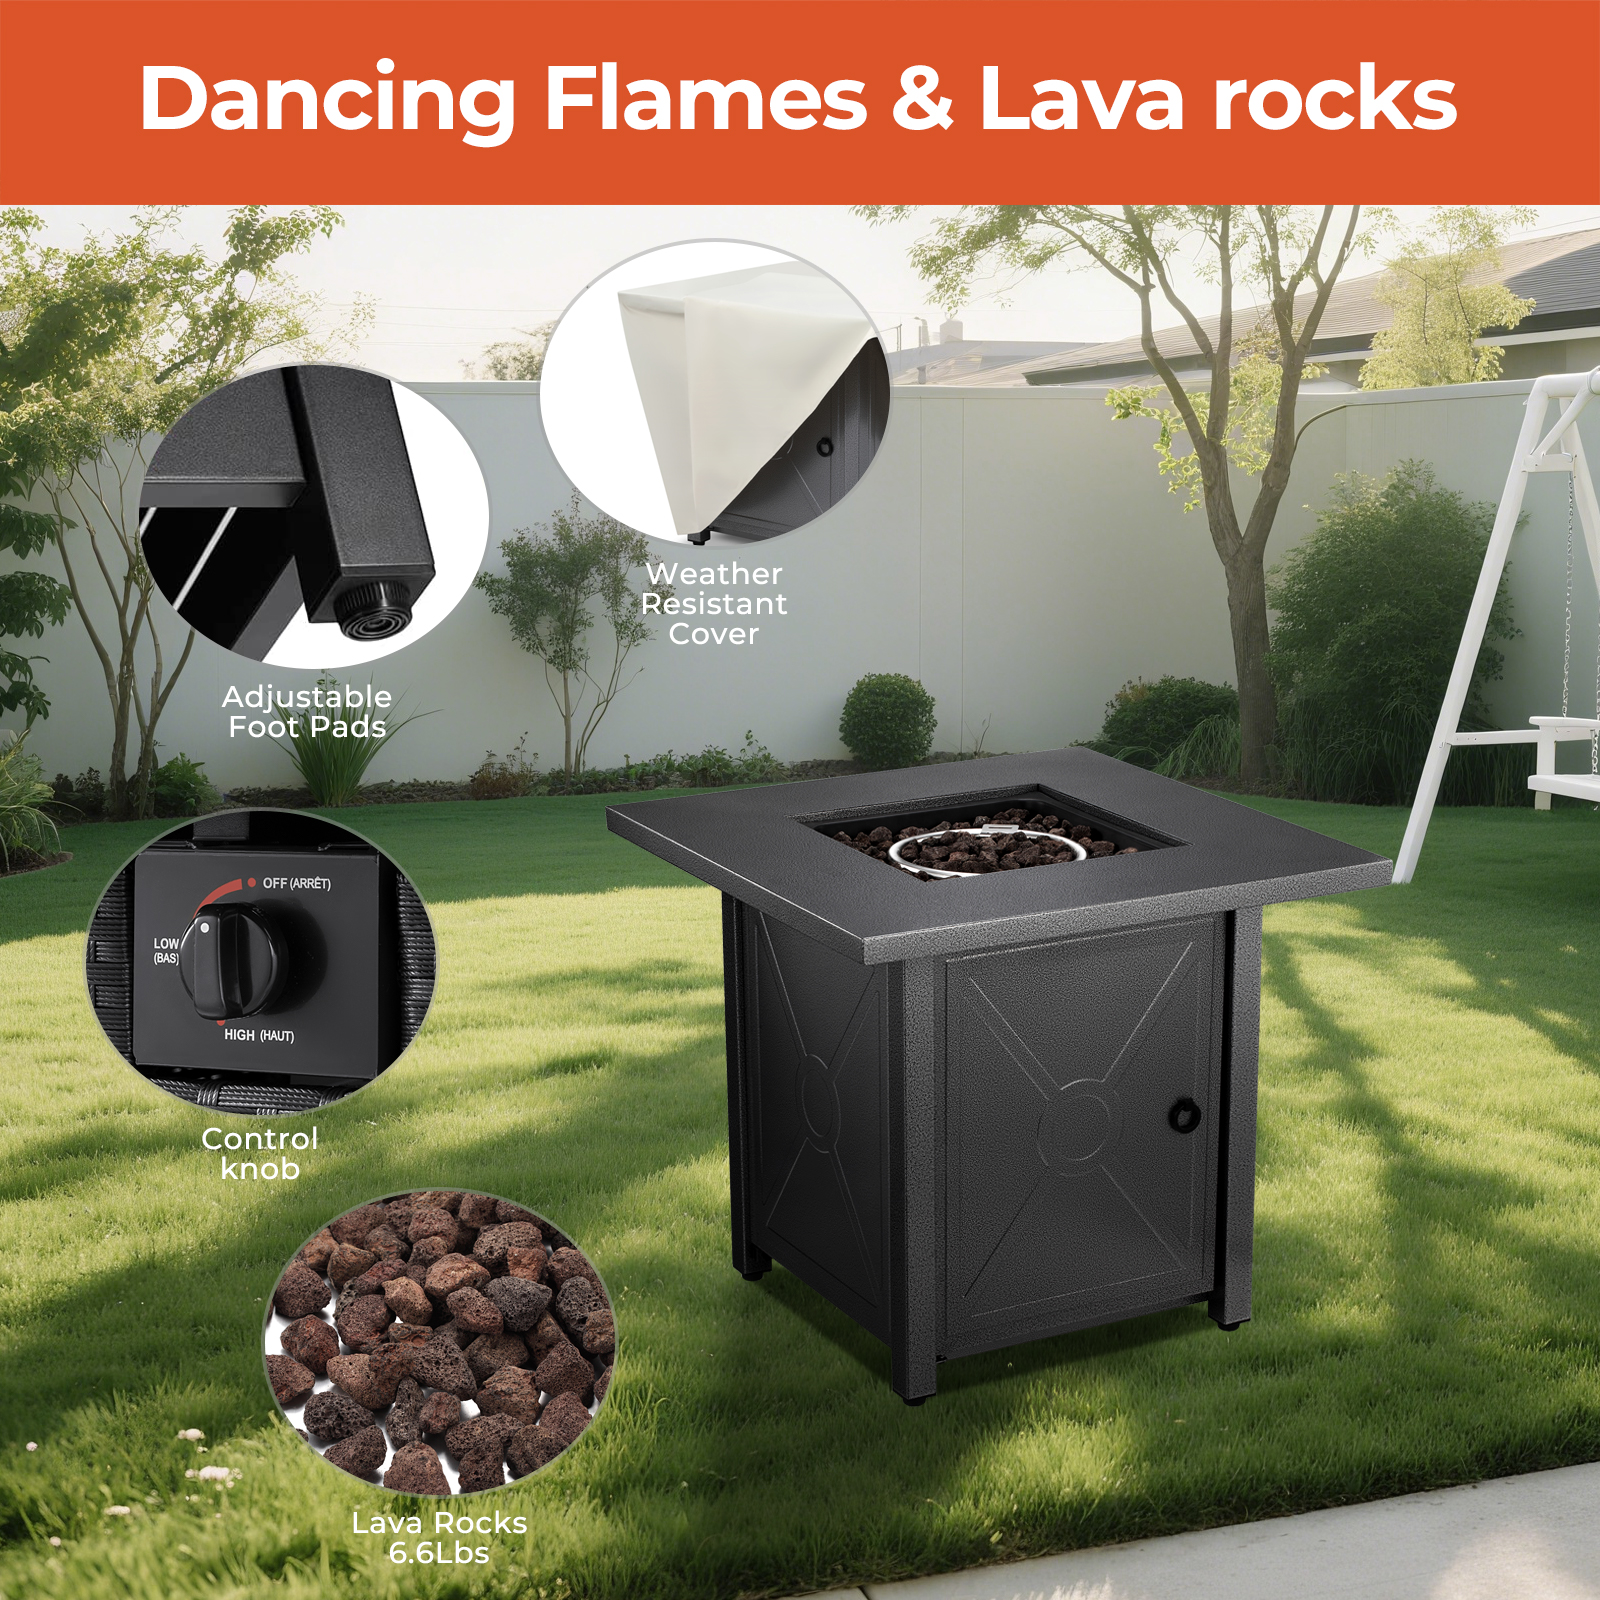 Dancing Flames & Lava rocks
Weather
Resistant
Cover
Adjustable
Foot Pads
OFF (ARRÊT)
LOW
(BAS)
HIGH (HAUT)
Control
knob
Lava Rocks
6.6Lbs